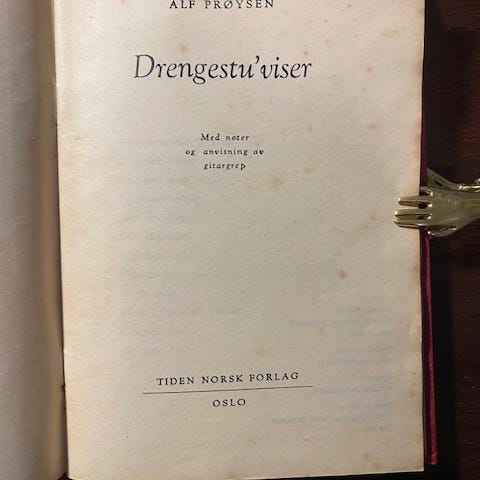 ALF PRØYSEN
Drengestu'viser
Med noter
og anvisning av
gitargrep
TIDEN NORSK FORLAG
OSLO